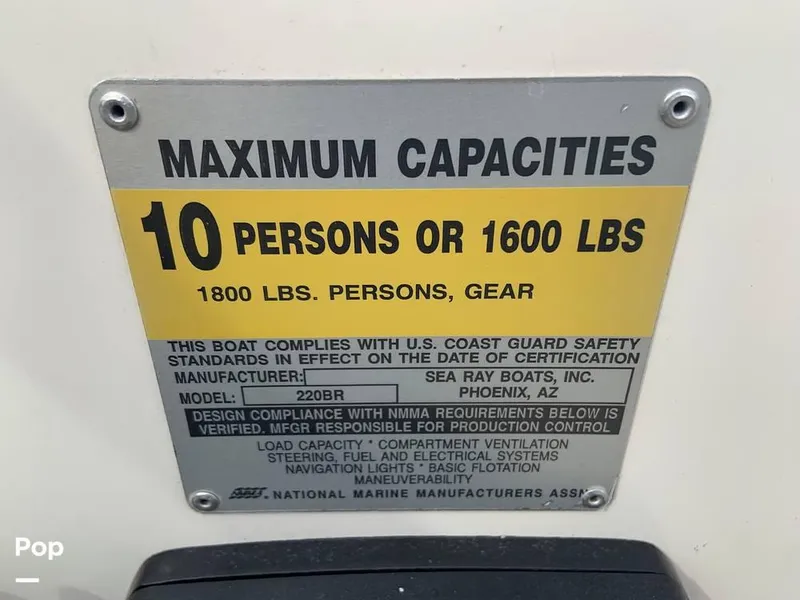 MAXIMUM CAPACITIES
10 PERSONS OR 1600 LBS
1800 LBS. PERSONS, GEAR
THIS BOAT COMPLIES WITH U.S. COAST GUARD SAFETY
STANDARDS IN EFFECT ON THE DATE OF CERTIFICATION
MANUFACTURER: SEA RAY BOATS, INC.
MODEL: 220BR PHOENIX, AZ
DESIGN COMPLIANCE WITH NMMA REQUIREMENTS BELOW IS
VERIFIED. MFGR RESPONSIBLE FOR PRODUCTION CONTROL
LOAD CAPACITY * COMPARTMENT VENTILATION
STEERING, FUEL AND ELECTRICAL SYSTEMS
NAVIGATION LIGHTS * BASIC FLOTATION
MANEUVERABILITY
NATIONAL MARINE MANUFACTURERS ASSN
Pop